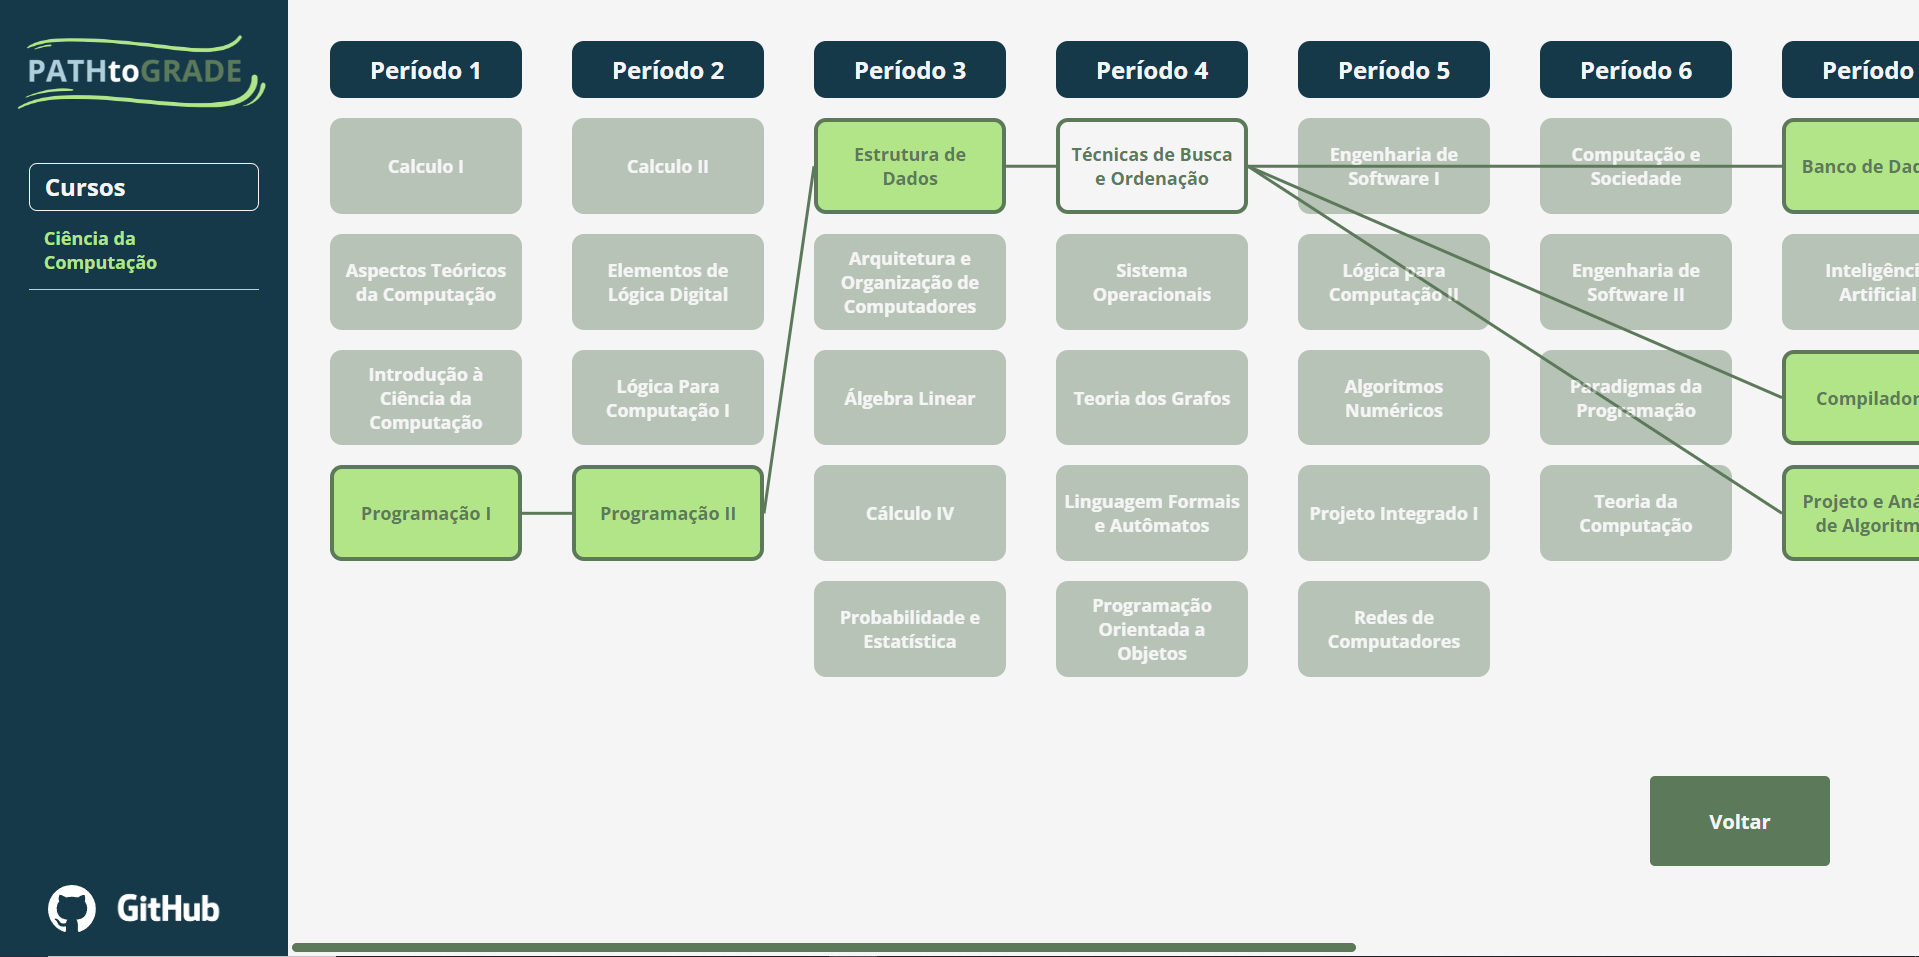 PATHtoGRADE
Cursos
Ciência da
Computação
GitHub
Período 1
Calculo I
Aspectos Teóricos
da Computação
Introdução à
Ciência da
Computação
Programação I
Período 2
Calculo II
Elementos de
Lógica Digital
Lógica Para
Computação I
Programação II
Período 3
Estrutura de
Dados
Arquitetura e
Organização de
Computadores
Álgebra Linear
Cálculo IV
Probabilidade e
Estatística
Período 4
Técnicas de Busca
e Ordenação
Sistema
Operacionais
Teoria dos Grafos
Linguagem Formais
e Autômatos
Programação
Orientada a
Objetos
Período 5
Engenharia de
Software I
Lógica para
Computação II
Algoritmos
Numéricos
Projeto Integrado I
Redes de
Computadores
Período 6
Computação e
Sociedade
Engenharia de
Software II
Paradigmas da
Programação
Teoria da
Computação
Período
Banco de Dad
Inteligênci
Artificial
Compilador
Projeto e Aná
de Algoritm
Voltar